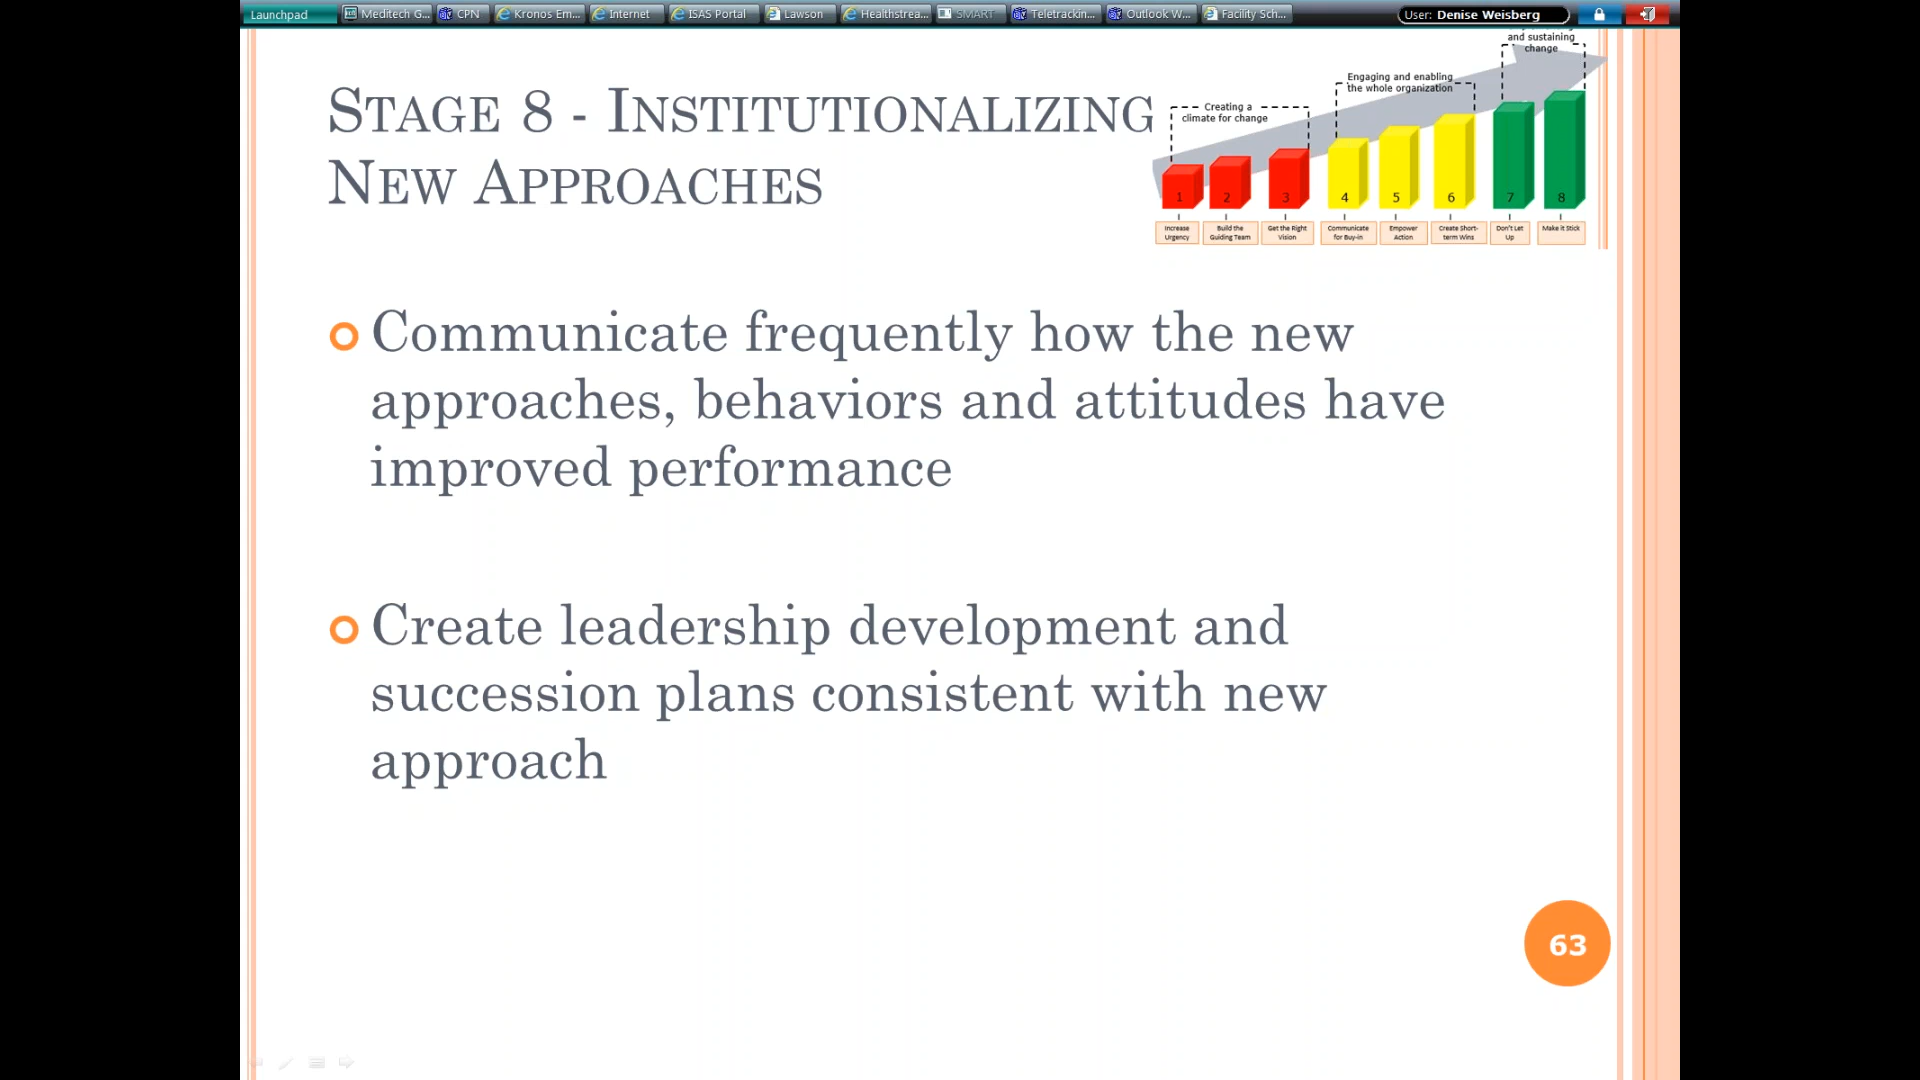 Launchpad
Meditech G...
CPN
Kronos Em...
Internet
ISAS Portal
Lawson
Healthstrea...
SMART
Teletrackin...
Outlook W...
Facility Sch...
User: Denise Weisberg
STAGE 8 - INSTITUTIONALIZING
NEW APPROACHES
and sustaining
change
Engaging and enabling
the whole organization
Creating a
climate for change
1 2 3 4 5 6 7 8
Increase
Urgency
Build the
Guiding Team
Get the Right
Vision
Communicate
for Buy-in
Empower
Action
Create Short-
term Wins
Don't Let
Up
Make it Stick
Communicate frequently how the new
approaches, behaviors and attitudes have
improved performance
Create leadership development and
succession plans consistent with new
approach
63